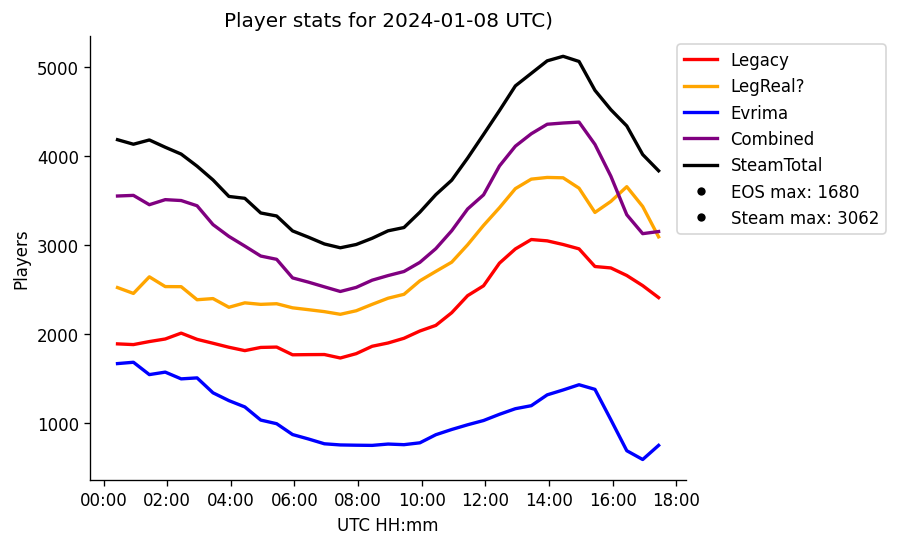 Player stats for 2024-01-08 UTC)
Legacy
LegReal?
Evrima
Combined
SteamTotal
EOS max: 1680
Steam max: 3062
Players
5000
4000
3000
2000
1000
00:00 02:00 04:00 06:00 08:00 10:00 12:00 14:00 16:00 18:00
UTC HH:mm